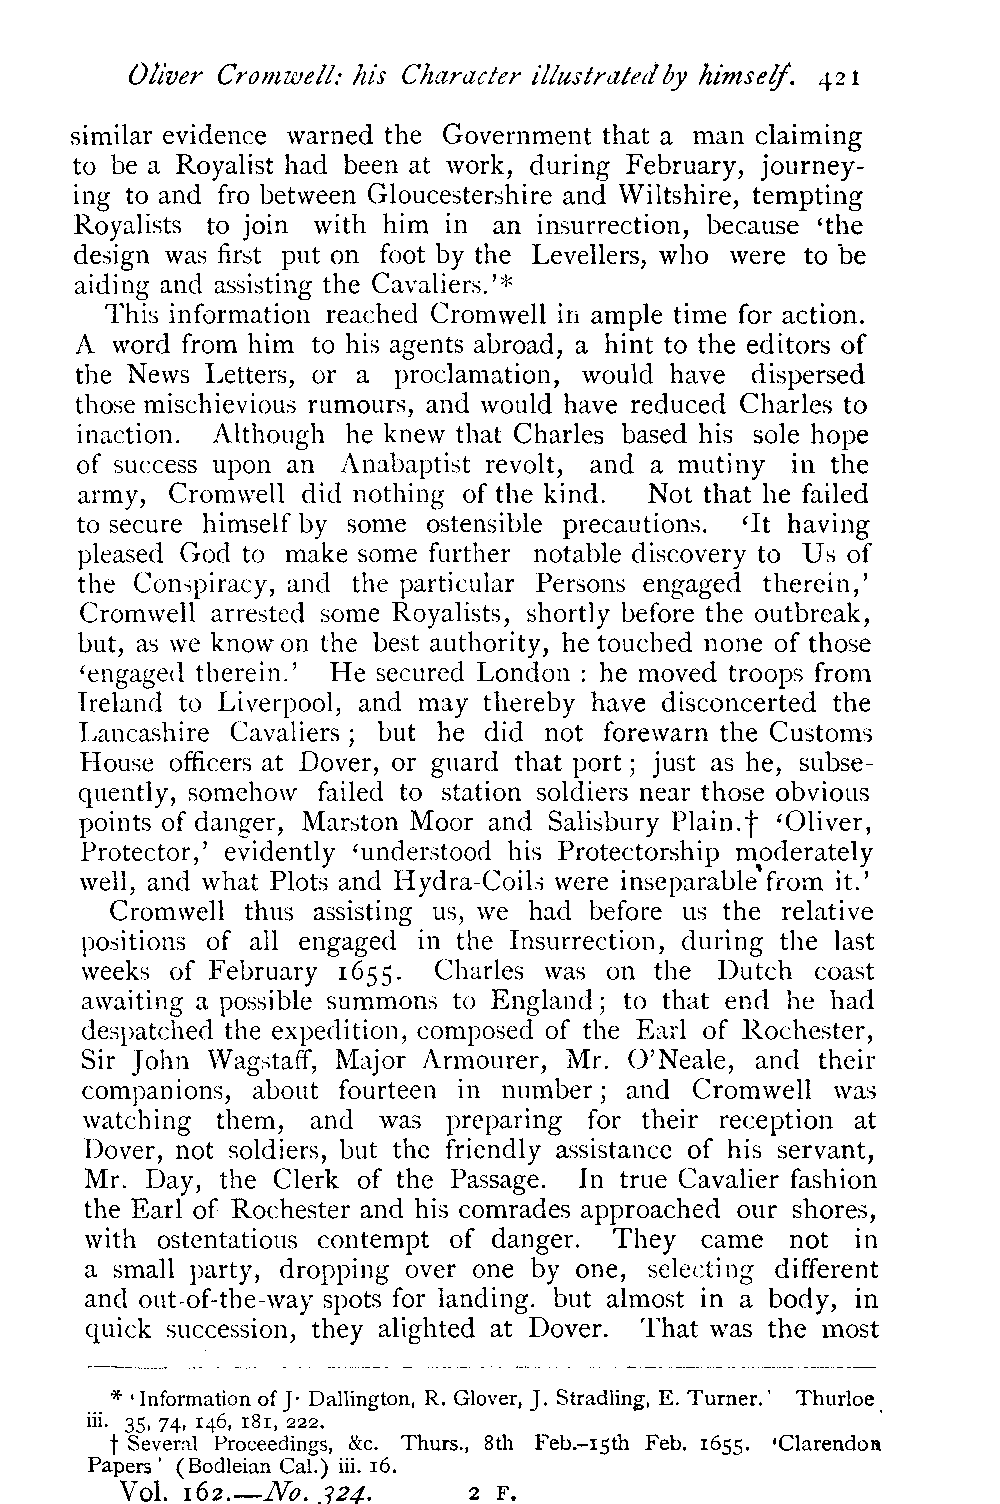 Oliver Cromwell: his Character illustrated by himself. 421
similar evidence warned the Government that a man claiming
to be a Royalist had been at work, during February, journey-
ing to and fro between Gloucestershire and Wiltshire, tempting
Royalists to join with him in an insurrection, because ‘the
design was first put on foot by the Levellers, who were to be
aiding and assisting the Cavaliers.’*
This information reached Cromwell in ample time for action.
A word from him to his agents abroad, a hint to the editors of
the News Letters, or a proclamation, would have dispersed
those mischievious rumours, and would have reduced Charles to
inaction. Although he knew that Charles based his sole hope
of success upon an Anabaptist revolt, and a mutiny in the
army, Cromwell did nothing of the kind. Not that he failed
to secure himself by some ostensible precautions. ‘It having
pleased God to make some further notable discovery to Us of
the Conspiracy, and the particular Persons engaged therein,’
Cromwell arrested some Royalists, shortly before the outbreak,
but, as we know on the best authority, he touched none of those
‘engaged therein.’ He secured London : he moved troops from
Ireland to Liverpool, and may thereby have disconcerted the
Lancashire Cavaliers ; but he did not forewarn the Customs
House officers at Dover, or guard that port ; just as he, subse-
quently, somehow failed to station soldiers near those obvious
points of danger, Marston Moor and Salisbury Plain.† ‘Oliver,
Protector,’ evidently ‘understood his Protectorship moderately
well, and what Plots and Hydra-Coils were inseparable from it.’
Cromwell thus assisting us, we had before us the relative
positions of all engaged in the Insurrection, during the last
weeks of February 1655. Charles was on the Dutch coast
awaiting a possible summons to England ; to that end he had
despatched the expedition, composed of the Earl of Rochester,
Sir John Wagstaff, Major Armourer, Mr. O’Neale, and their
companions, about fourteen in number ; and Cromwell was
watching them, and was preparing for their reception at
Dover, not soldiers, but the friendly assistance of his servant,
Mr. Day, the Clerk of the Passage. In true Cavalier fashion
the Earl of Rochester and his comrades approached our shores,
with ostentatious contempt of danger. They came not in
a small party, dropping over one by one, selecting different
and out-of-the-way spots for landing. but almost in a body, in
quick succession, they alighted at Dover. That was the most
* ‘Information of J. Dallington, R. Glover, J. Stradling, E. Turner.’ Thurloe
iii. 35, 74, 146, 181, 222.
† Several Proceedings, &c. Thurs., 8th Feb.–15th Feb. 1655. ‘Clarendon
Papers’ (Bodleian Cal.) iii. 16.
Vol. 162.—No. 324. 2 F.